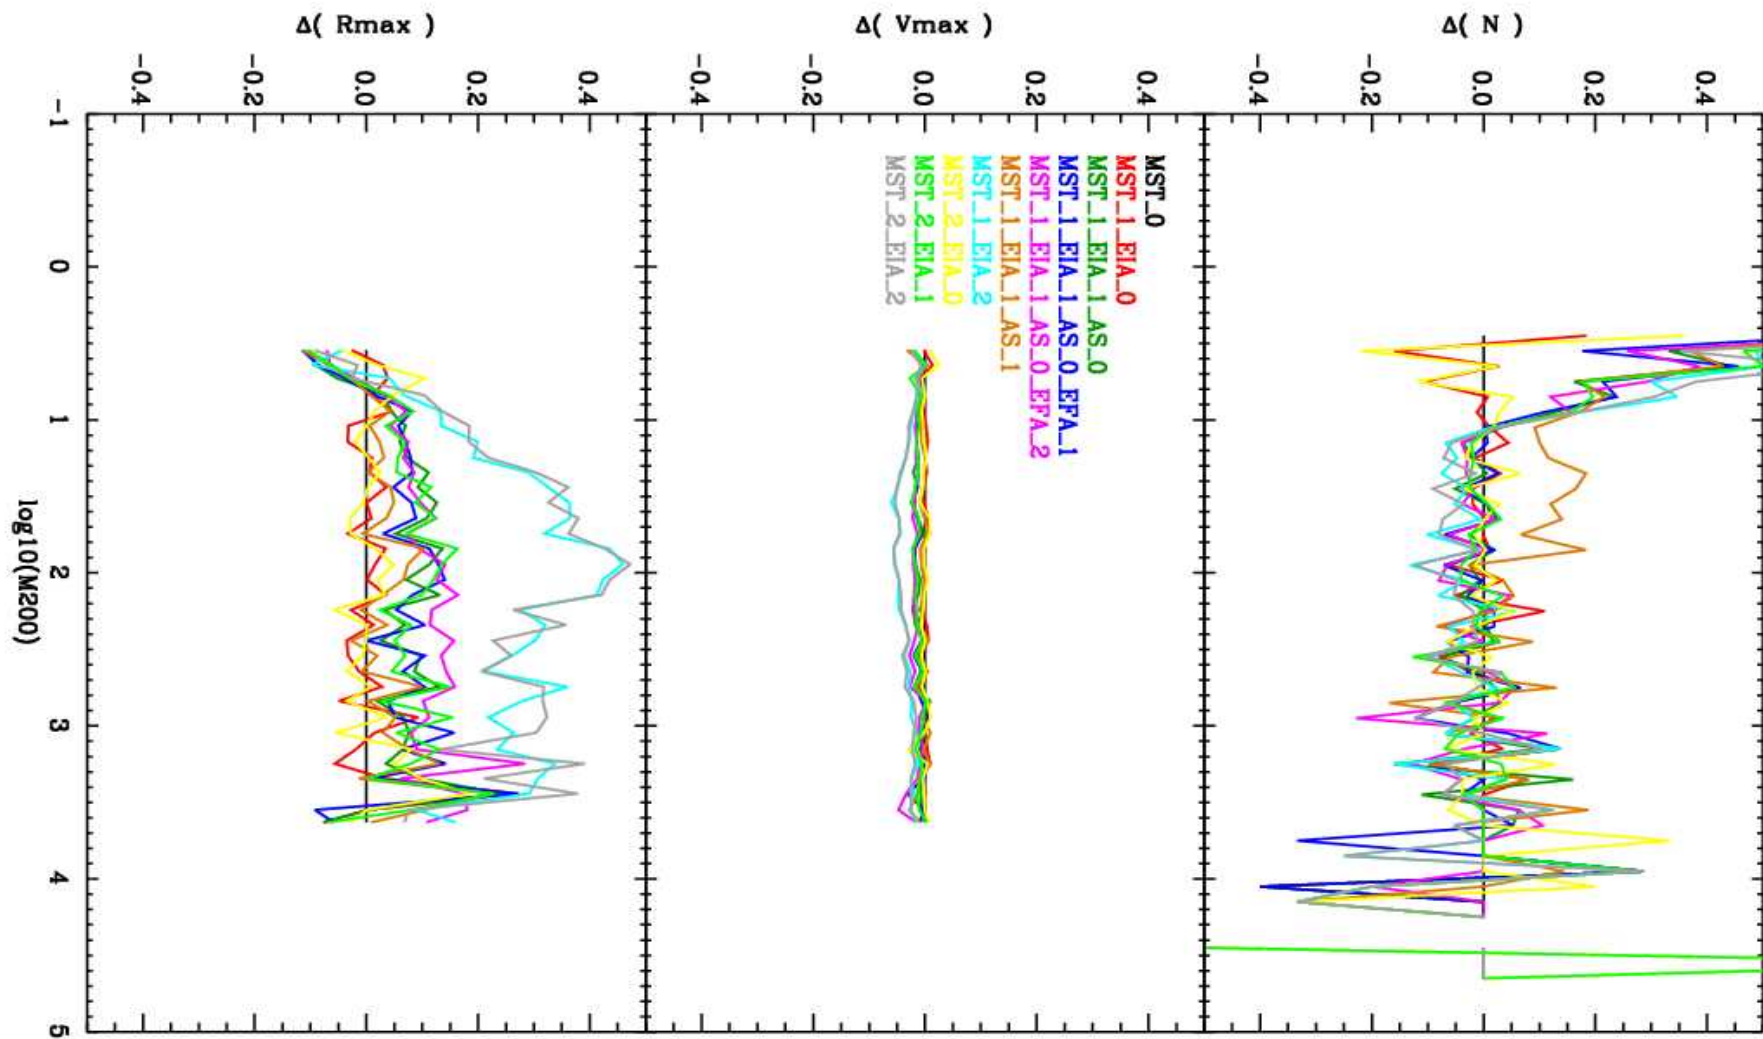 Δ( N )
0.4
0.2
0.0
-0.2
-0.4
MST_0
MST_1_EIA_0
MST_1_EIA_1_AS_0
MST_1_EIA_1_AS_0_EFA_1
MST_1_EIA_1_AS_0_EFA_2
MST_1_EIA_1_AS_1
MST_1_EIA_2
MST_2_EIA_0
MST_2_EIA_1
MST_2_EIA_2
Δ( Vmax )
0.4
0.2
0.0
-0.2
-0.4
Δ( Rmax )
0.4
0.2
0.0
-0.2
-0.4
-1 0 1 2 3 4 5
log10(M200)